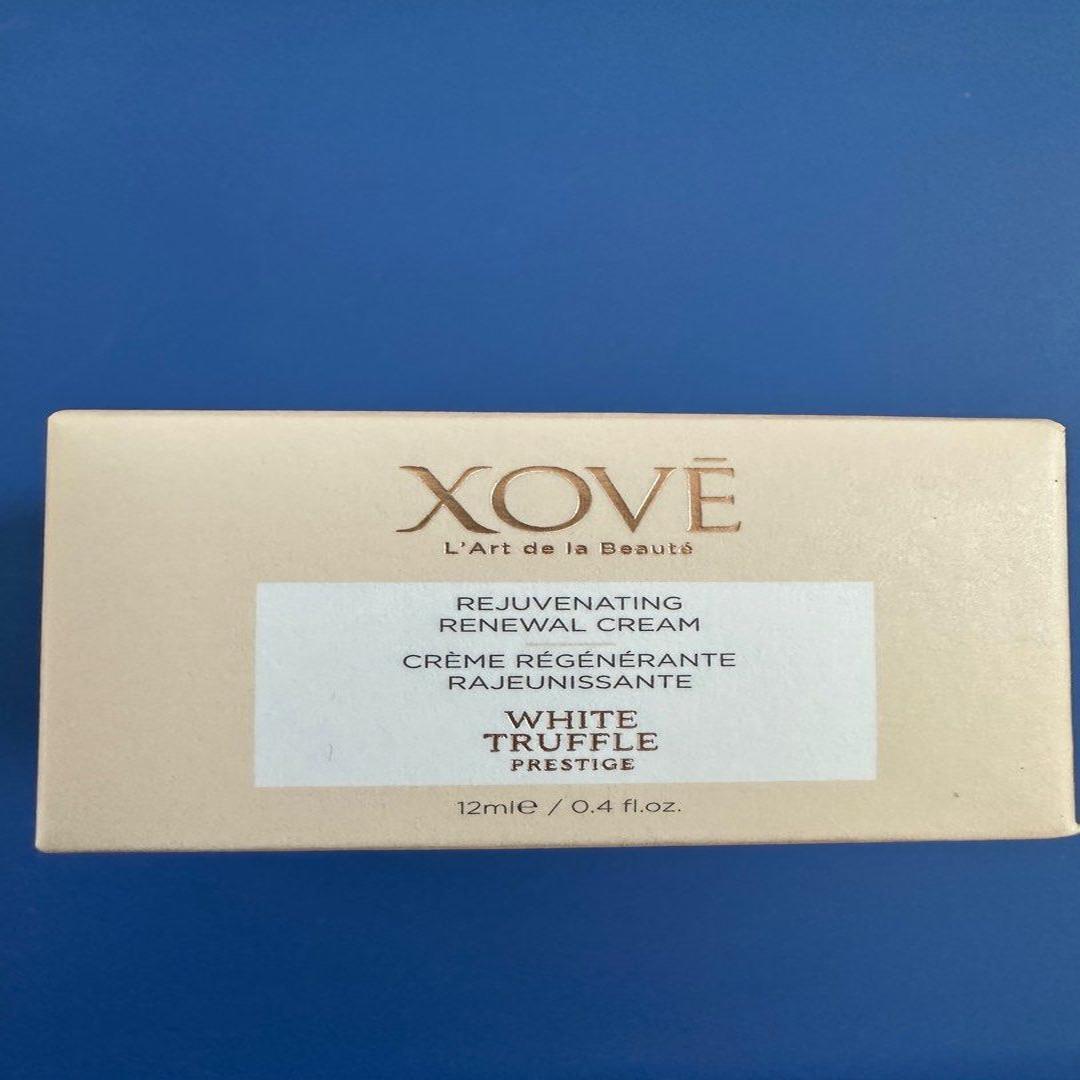 XOVĒ
L'Art de la Beauté
REJUVENATING
RENEWAL CREAM
CRÈME RÉGÉNÉRANTE
RAJEUNISSANTE
WHITE
TRUFFLE
PRESTIGE
12ml℮ / 0.4 fl.oz.